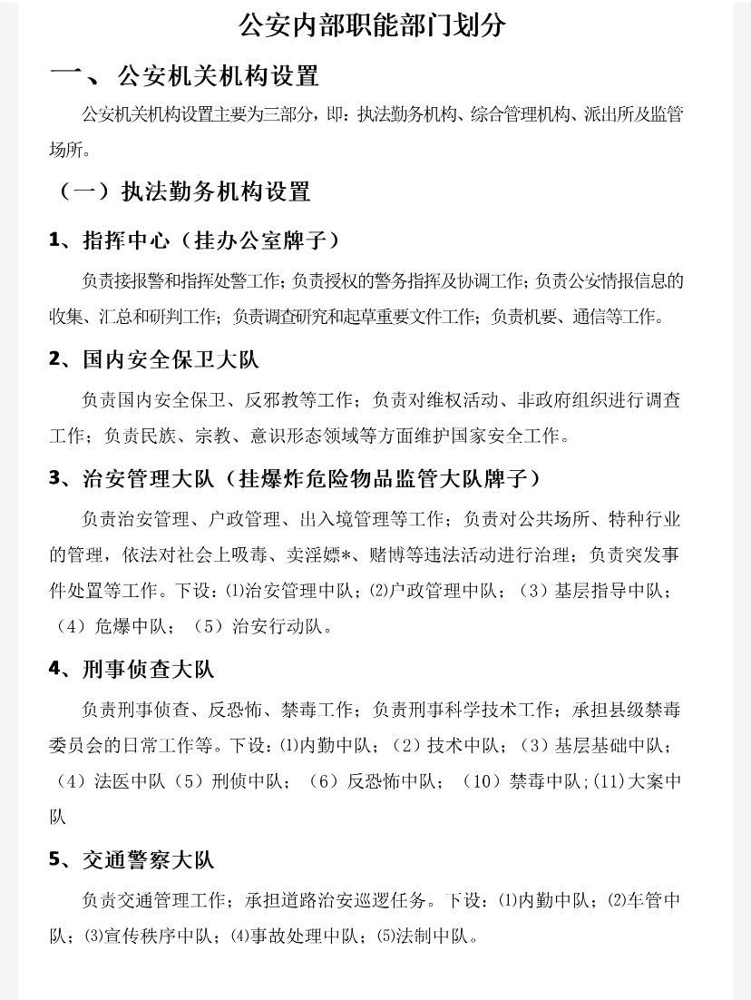 公安内部职能部门划分
一、公安机关机构设置
公安机关机构设置主要为三部分，即：执法勤务机构、综合管理机构、派出所及监管
场所。
（一）执法勤务机构设置
1、指挥中心（挂办公室牌子）
负责接报警和指挥处警工作；负责授权的警务指挥及协调工作；负责公安情报信息的
收集、汇总和研判工作；负责调查研究和起草重要文件工作；负责机要、通信等工作。
2、国内安全保卫大队
负责国内安全保卫、反邪教等工作；负责对维权活动、非政府组织进行调查
工作；负责民族、宗教、意识形态领域等方面维护国家安全工作。
3、治安管理大队（挂爆炸危险物品监管大队牌子）
负责治安管理、户政管理、出入境管理等工作；负责对公共场所、特种行业
的管理，依法对社会上吸毒、卖淫嫖*、赌博等违法活动进行治理；负责突发事
件处置等工作。下设：⑴治安管理中队；⑵户政管理中队；（3）基层指导中队；
（4）危爆中队；（5）治安行动队。
4、刑事侦查大队
负责刑事侦查、反恐怖、禁毒工作；负责刑事科学技术工作；承担县级禁毒
委员会的日常工作等。下设：⑴内勤中队；（2）技术中队；（3）基层基础中队；
（4）法医中队（5）刑侦中队；（6）反恐怖中队；（10）禁毒中队;(11)大案中
队
5、交通警察大队
负责交通管理工作；承担道路治安巡逻任务。下设：⑴内勤中队；⑵车管中
队；⑶宣传秩序中队；⑷事故处理中队；⑸法制中队。